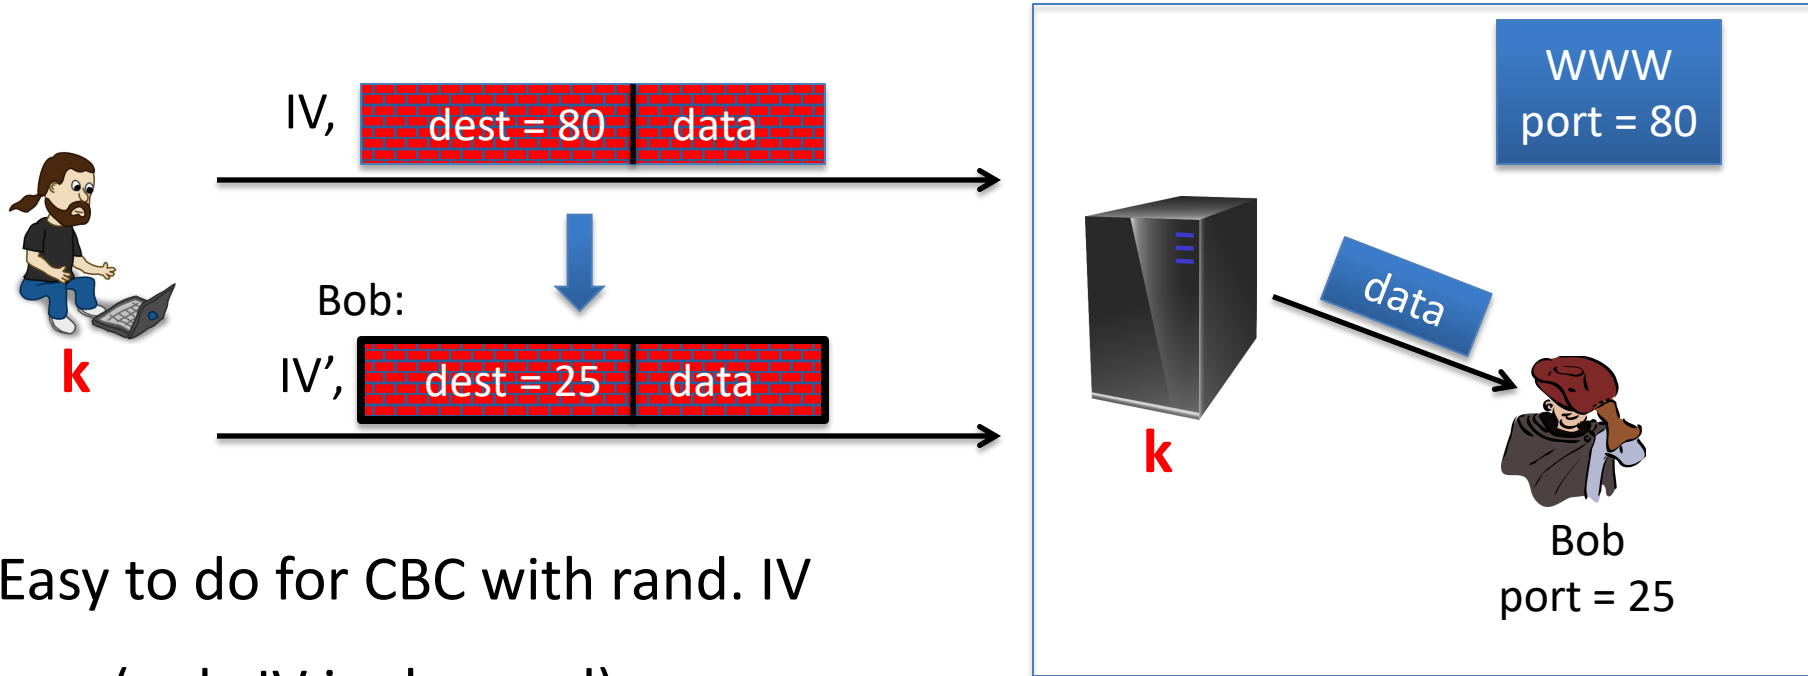 IV, dest = 80 data
WWW
port = 80
Bob:
IV’, dest = 25 data
k
data
k
Bob
port = 25
Easy to do for CBC with rand. IV